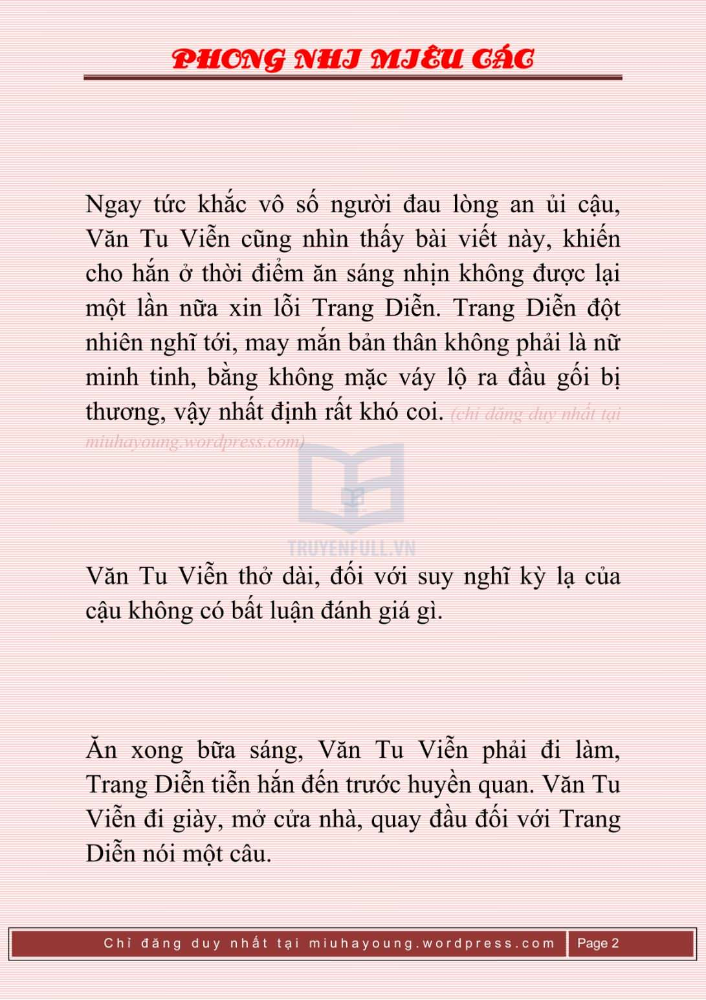 PHONG NHI MIÊU CÁC
Ngay tức khắc vô số người đau lòng an ủi cậu,
Văn Tu Viễn cũng nhìn thấy bài viết này, khiến
cho hắn ở thời điểm ăn sáng nhịn không được lại
một lần nữa xin lỗi Trang Diễn. Trang Diễn đột
nhiên nghĩ tới, may mắn bản thân không phải là nữ
minh tinh, bằng không mặc váy lộ ra đầu gối bị
thương, vậy nhất định rất khó coi. (chỉ đăng duy nhất tại
miuhayoung.wordpress.com)
TRUYENFULL.VN
Văn Tu Viễn thở dài, đối với suy nghĩ kỳ lạ của
cậu không có bất luận đánh giá gì.
Ăn xong bữa sáng, Văn Tu Viễn phải đi làm,
Trang Diễn tiễn hắn đến trước huyền quan. Văn Tu
Viễn đi giày, mở cửa nhà, quay đầu đối với Trang
Diễn nói một câu.
Chỉ đăng duy nhất tại miuhayoung.wordpress.com Page 2